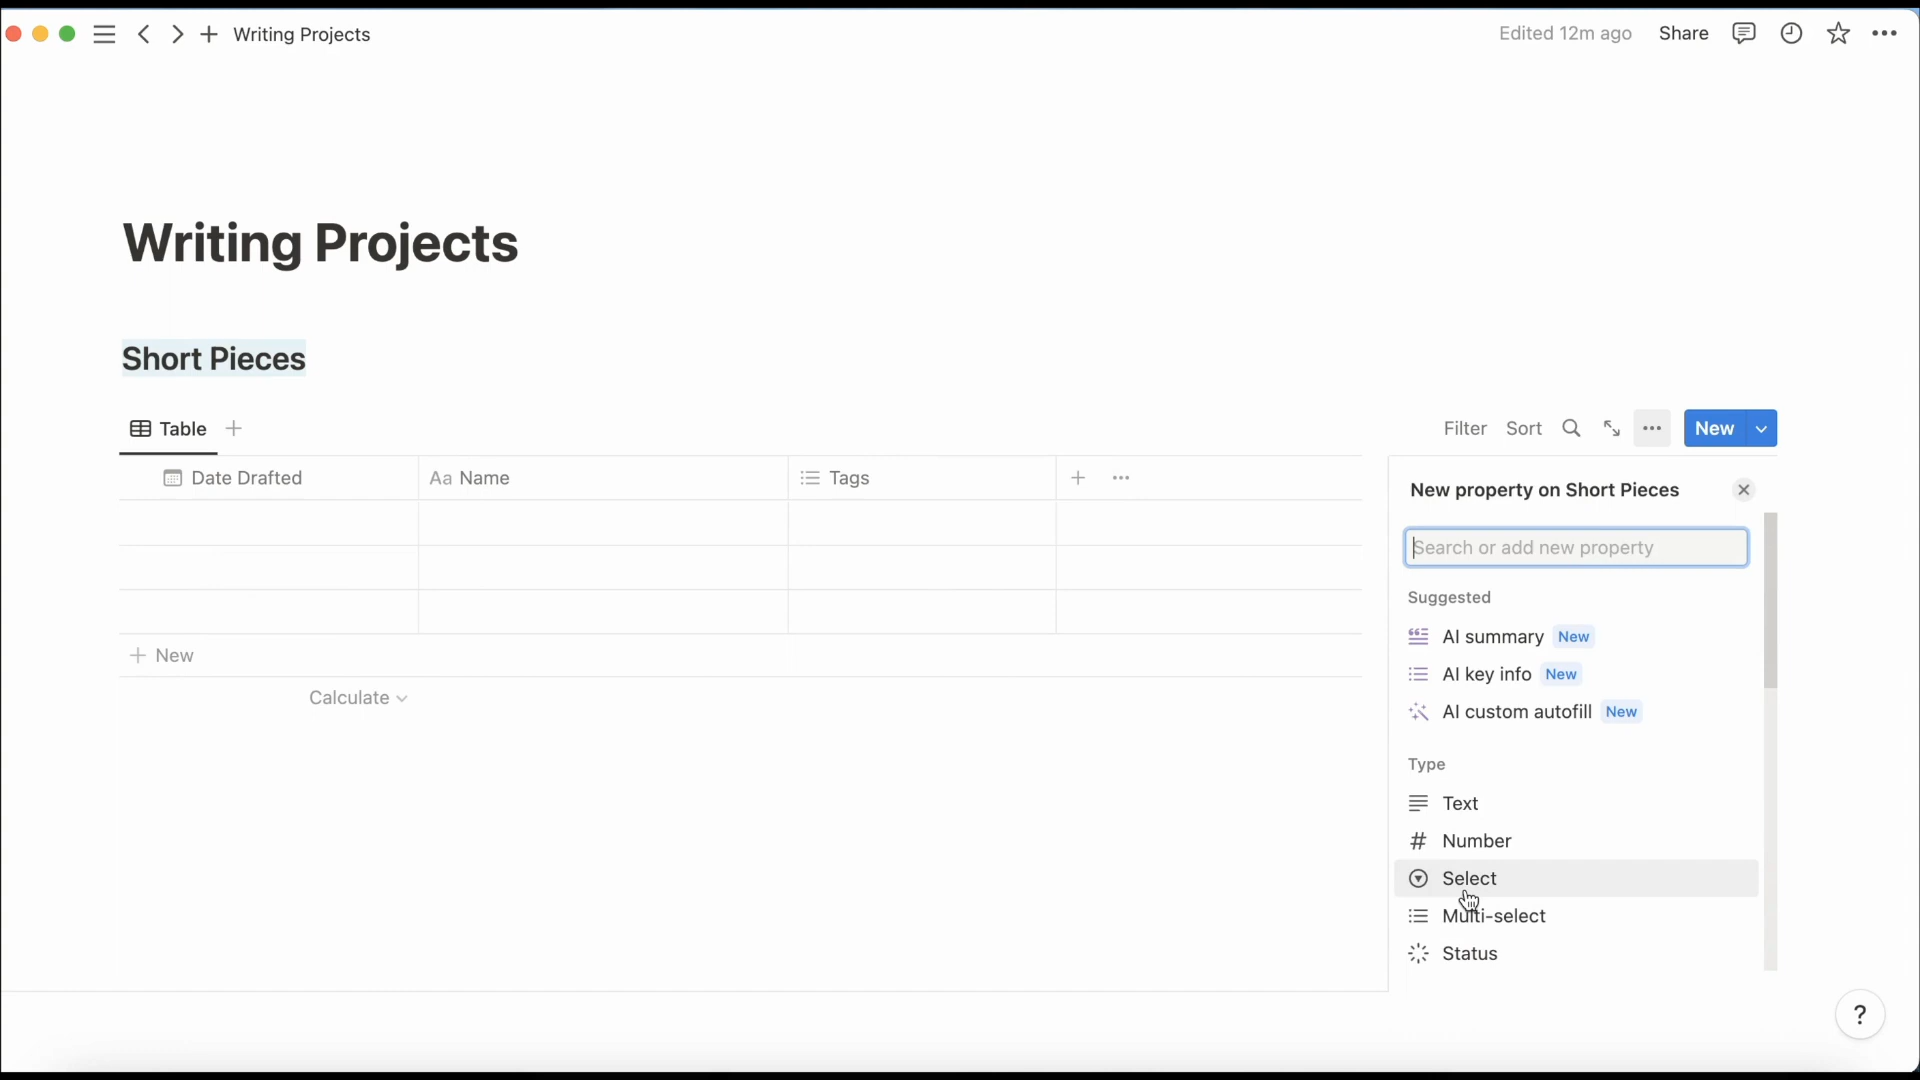 Writing Projects
Edited 12m ago
Share
Writing Projects
Short Pieces
Table
Filter
Sort
New
Date Drafted
Aa Name
Tags
New property on Short Pieces
Search or add new property
Suggested
AI summary New
AI key info New
AI custom autofill New
Type
Text
Number
Select
Multi-select
Status
New
Calculate
?